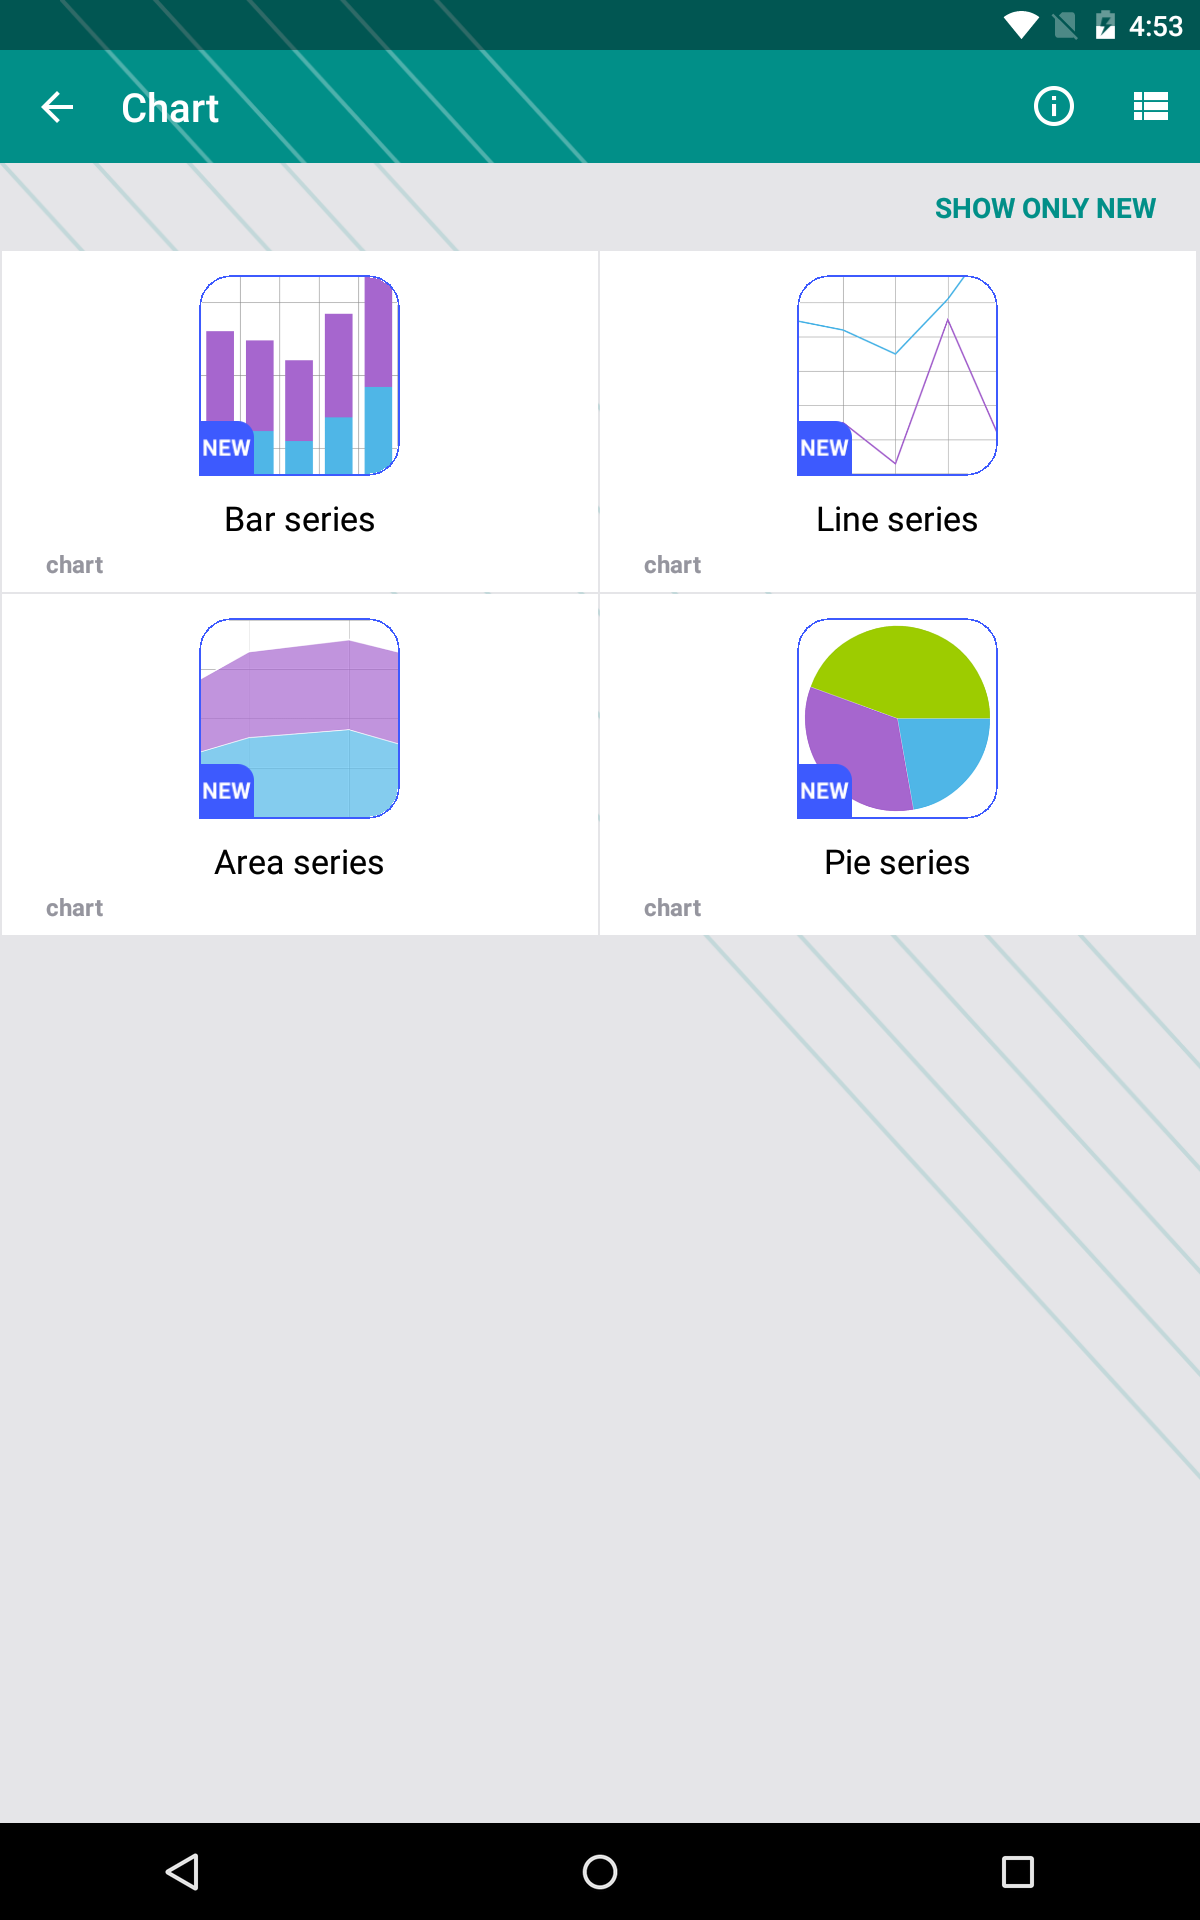 4:53
Chart
SHOW ONLY NEW
NEW
NEW
Bar series
Line series
chart
chart
NEW
NEW
Area series
Pie series
chart
chart